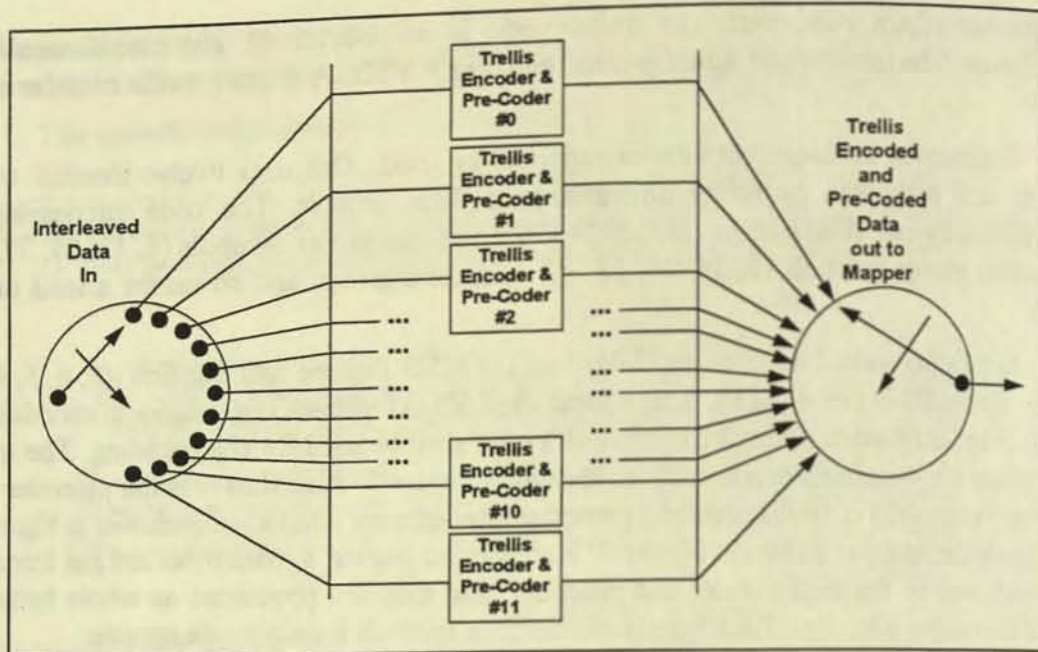 Trellis
Encoder &
Pre-Coder
#0
Trellis
Encoder &
Pre-Coder
#1
Trellis
Encoder &
Pre-Coder
#2
Interleaved
Data
In
Trellis
Encoded
and
Pre-Coded
Data
out to
Mapper
...
...
...
...
...
...
...
...
...
...
Trellis
Encoder &
Pre-Coder
#10
Trellis
Encoder &
Pre-Coder
#11